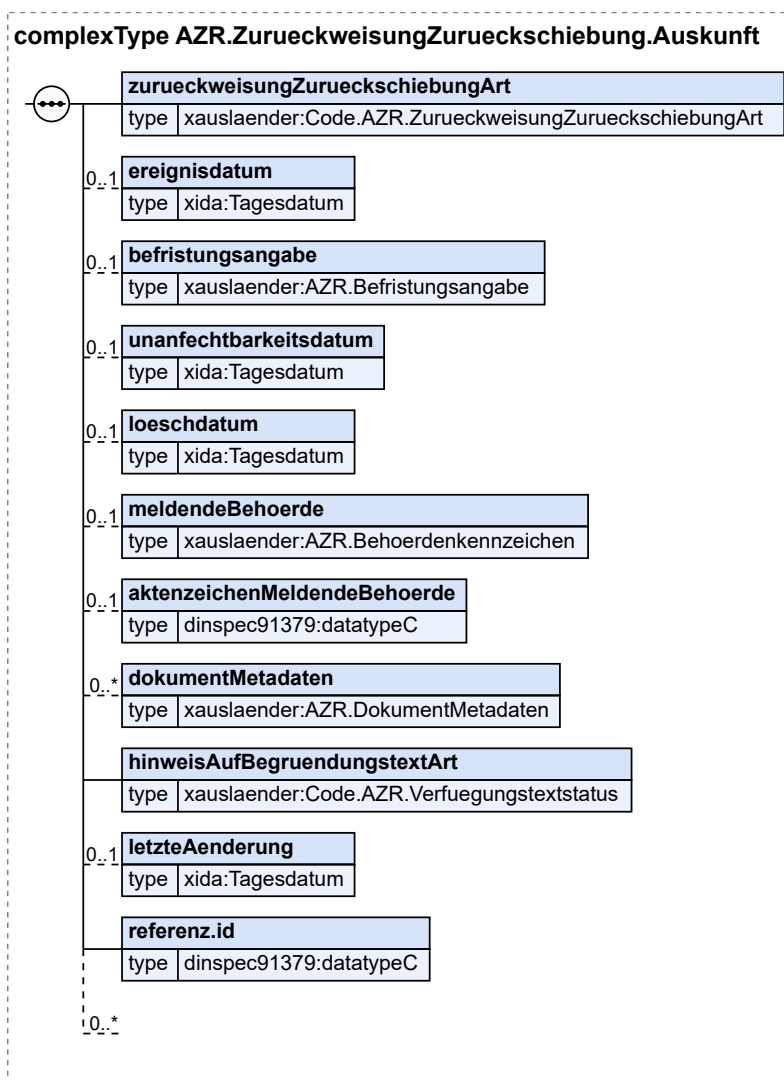 complexType AZR.ZurueckweisungZurueckschiebung.Auskunft
zurueckweisungZurueckschiebungArt
type xauslaender:Code.AZR.ZurueckweisungZurueckschiebungArt
0..1 ereignisdatum
type xida:Tagesdatum
0..1 befristungsangabe
type xauslaender:AZR.Befristungsangabe
0..1 unanfechtbarkeitsdatum
type xida:Tagesdatum
0..1 loeschdatum
type xida:Tagesdatum
0..1 meldendeBehoerde
type xauslaender:AZR.Behoerdenkennzeichen
0..1 aktenzeichenMeldendeBehoerde
type dinspec91379:datatypeC
0..* dokumentMetadaten
type xauslaender:AZR.DokumentMetadaten
hinweisAufBegruendungstextArt
type xauslaender:Code.AZR.Verfuegungstextstatus
0..1 letzteAenderung
type xida:Tagesdatum
referenz.id
type dinspec91379:datatypeC
0..*